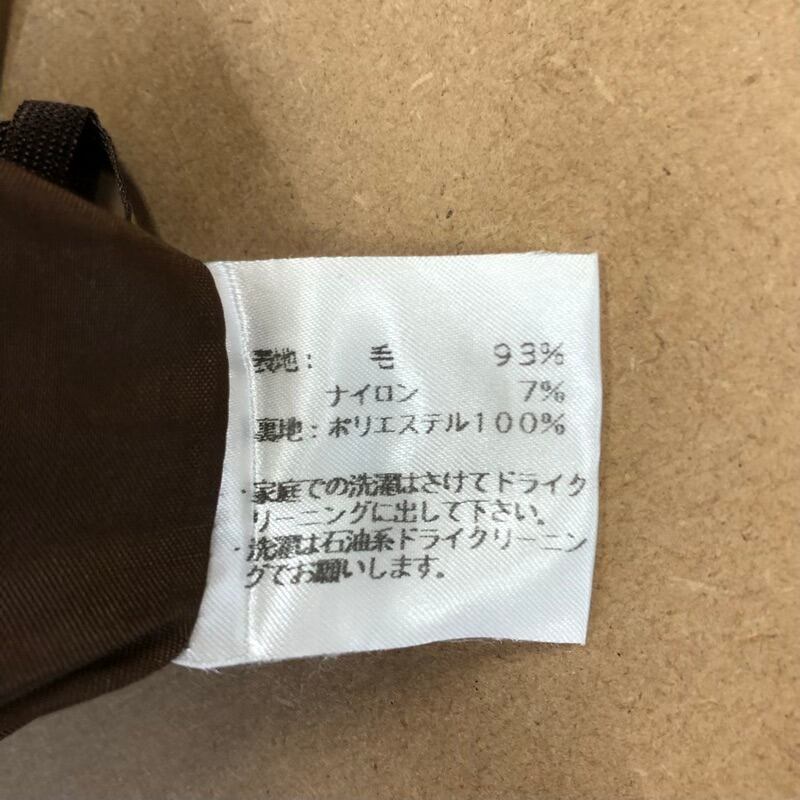 表地： 毛 93%
ナイロン 7%
裏地：ポリエステル100%
・家庭での洗濯はさけてドライク
リーニングに出して下さい。
・洗濯は石油系ドライクリーニン
グでお願いします。